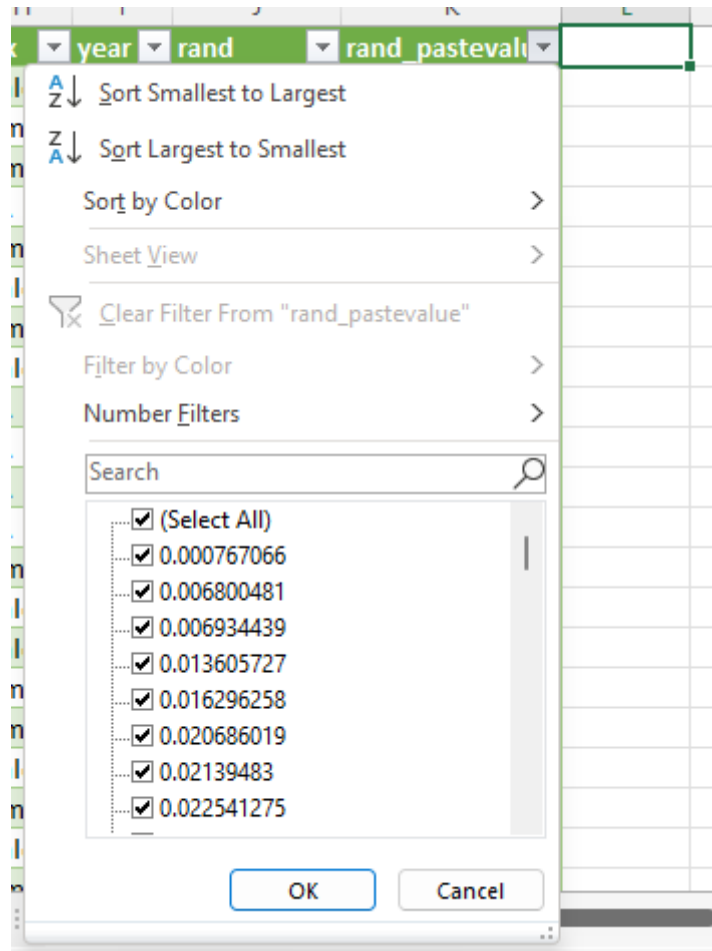 K L
year rand rand_pastevalu
Sort Smallest to Largest
Sort Largest to Smallest
Sort by Color
Sheet View
Clear Filter From "rand_pastevalue"
Filter by Color
Number Filters
Search
(Select All)
0.000767066
0.006800481
0.006934439
0.013605727
0.016296258
0.020686019
0.02139483
0.022541275
OK Cancel